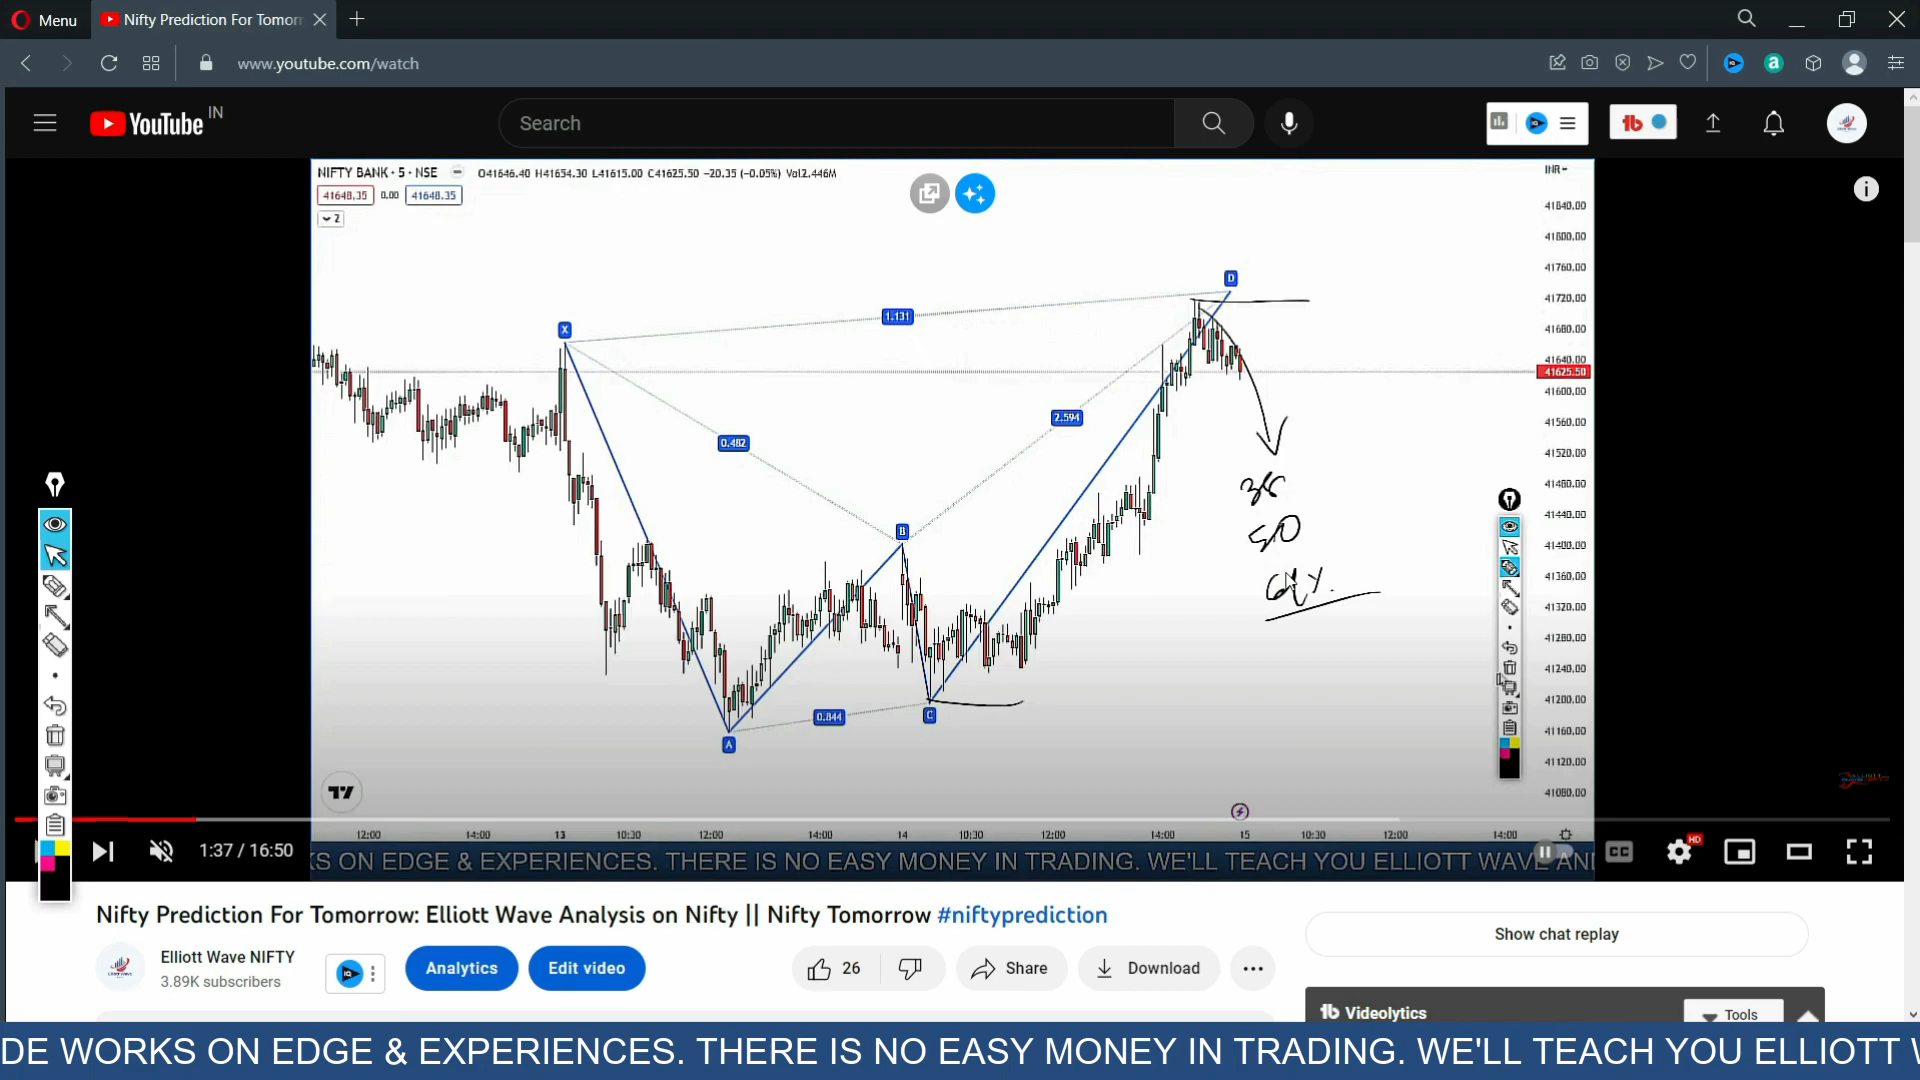 Menu
Nifty Prediction For Tomor
www.youtube.com/watch
YouTube IN
Search
NIFTY BANK · 5 · NSE
O41646.40 H41654.30 L41615.00 C41625.50 −20.35 (−0.05%) Vol2.446M
INR
41648.35 0.00 41648.35
2
41840.00
41800.00
41760.00
41720.00
41680.00
41640.00
41625.50
41600.00
41560.00
41520.00
41480.00
41440.00
41400.00
41360.00
41320.00
41280.00
41240.00
41200.00
41160.00
41120.00
41080.00
D
X
1.131
2.594
0.482
B
38
50
0.844
C
A
12:00 14:00 13 10:30 12:00 14:00 14 10:30 12:00 14:00 15 10:30 12:00 14:00
1:37 / 16:50
CC
HD
KS ON EDGE & EXPERIENCES. THERE IS NO EASY MONEY IN TRADING. WE'LL TEACH YOU ELLIOTT WAVE AN
Nifty Prediction For Tomorrow: Elliott Wave Analysis on Nifty || Nifty Tomorrow #niftyprediction
Show chat replay
Elliott Wave NIFTY
3.89K subscribers
Analytics
Edit video
26
Share
Download
Videolytics
Tools
DE WORKS ON EDGE & EXPERIENCES. THERE IS NO EASY MONEY IN TRADING. WE'LL TEACH YOU ELLIOTT